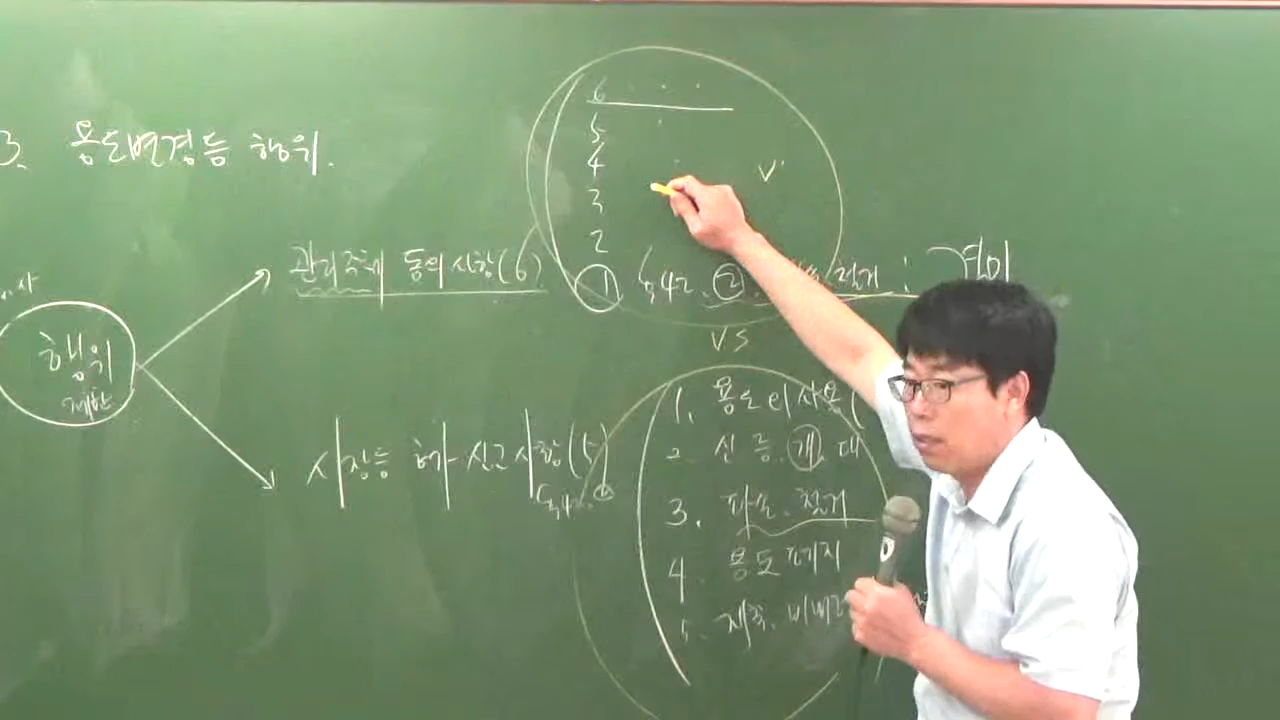 3. 용도변경등 행위.
행위
제한
관리주체 동의사항(6)
시장등 허가·신고사항(5)
6
5
4
3
2
① ② 철거 :
VS
1. 용도 외 사용(
2. 신 증 개 대
3. 파손. 철거
4. 용도폐지
5. 재축. 비내력